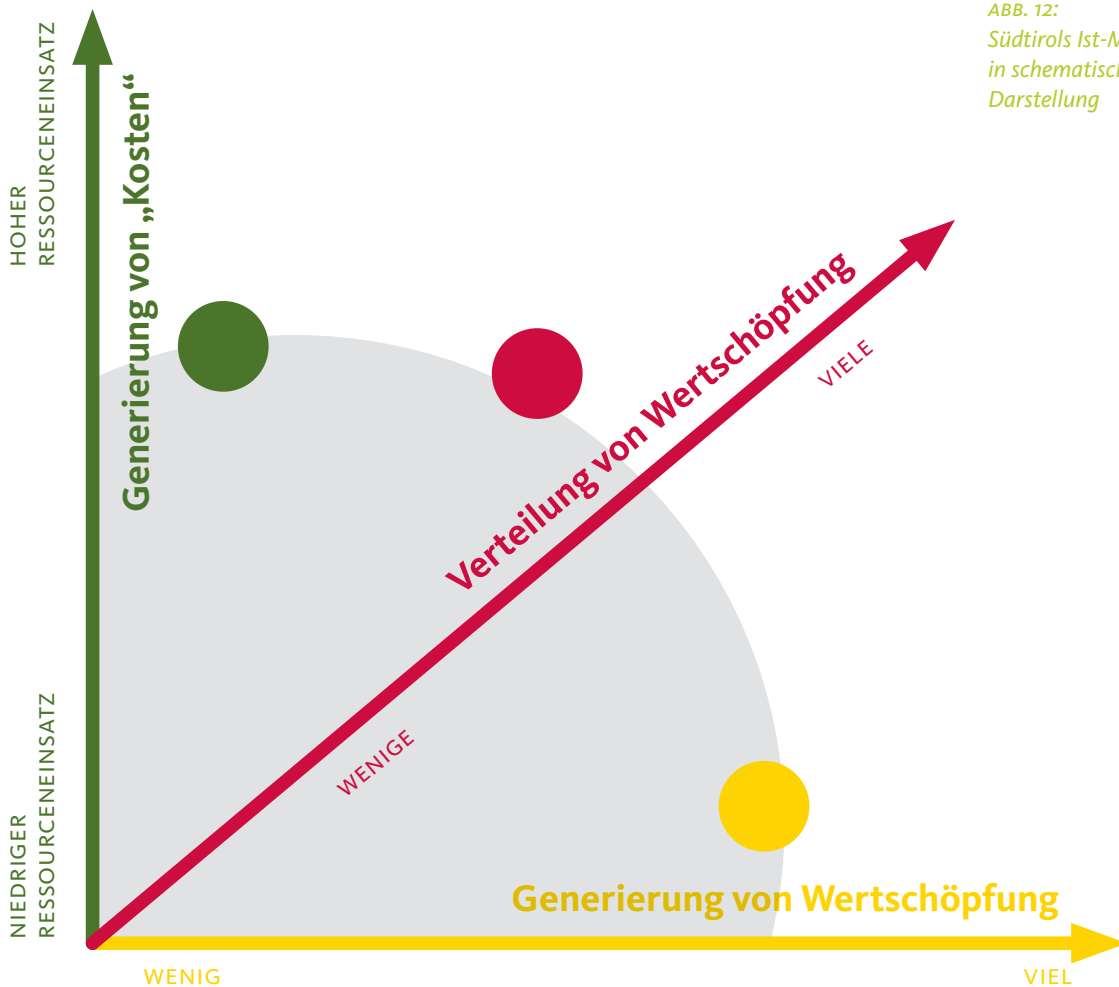 ABB. 12:
Südtirols Ist-M
in schematisc
Darstellung
HOHER
RESSOURCENEINSATZ
Generierung von „Kosten“
Verteilung von Wertschöpfung
VIELE
WENIGE
NIEDRIGER
RESSOURCENEINSATZ
Generierung von Wertschöpfung
WENIG
VIEL